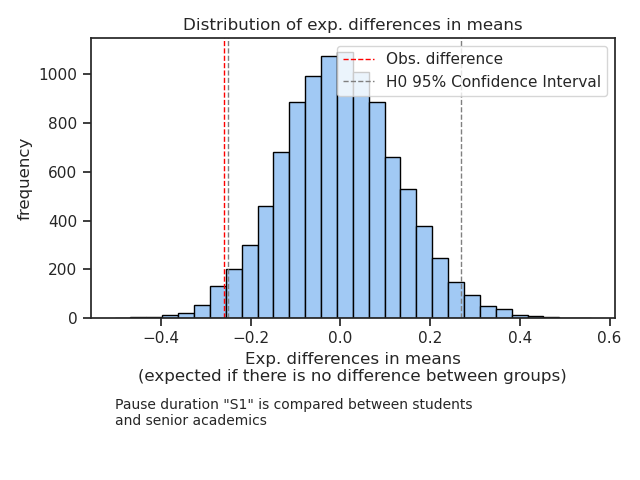 Distribution of exp. differences in means
Obs. difference
H0 95% Confidence Interval
frequency
1000
800
600
400
200
0
−0.4
−0.2
0.0
0.2
0.4
0.6
Exp. differences in means
(expected if there is no difference between groups)
Pause duration "S1" is compared between students
and senior academics